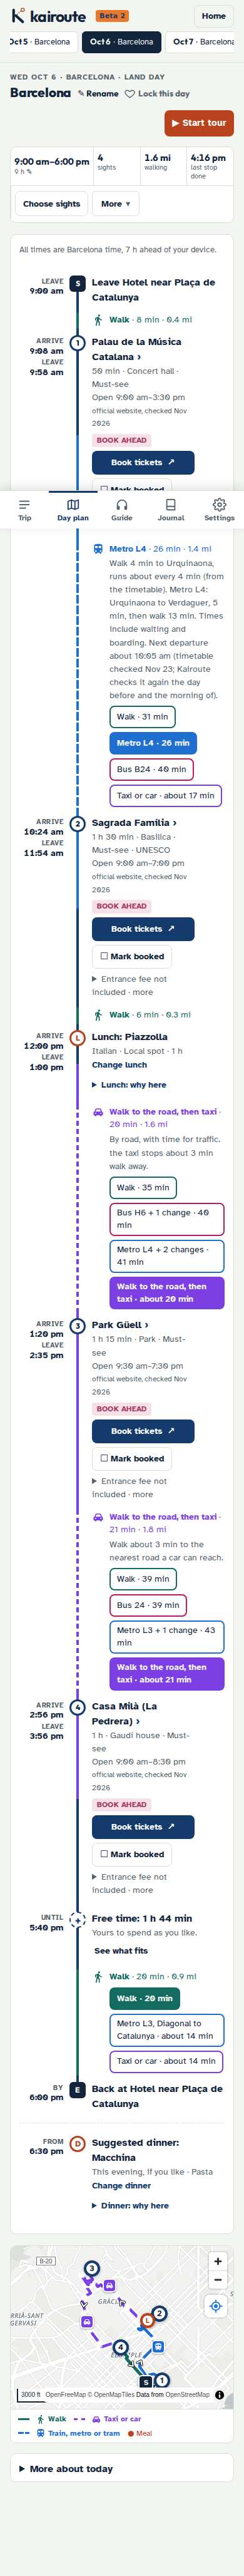 kairoute Beta 2 Home
Oct 5 · Barcelona Oct 6 · Barcelona Oct 7 · Barcelona
WED OCT 6 · BARCELONA · LAND DAY
Barcelona ✎ Rename ♡ Lock this day
▶ Start tour
9:00 am–6:00 pm
9 h ✎
4
sights
1.6 mi
walking
4:16 pm
last stop
done
Choose sights More ▾
All times are Barcelona time, 7 h ahead of your device.
LEAVE
9:00 am
S
Leave Hotel near Plaça de
Catalunya
Walk · 8 min · 0.4 mi
ARRIVE
9:08 am
LEAVE
9:58 am
1
Palau de la Música
Catalana ›
50 min · Concert hall ·
Must-see
Open 9:00 am–3:30 pm
official website, checked Nov
2026
BOOK AHEAD
Book tickets ↗
Trip Day plan Guide Journal Settings
Metro L4 · 26 min · 1.4 mi
Walk 4 min to Urquinaona,
runs about every 4 min (from
the timetable). Metro L4:
Urquinaona to Verdaguer, 5
min, then walk 13 min. Times
include waiting and
boarding. Next departure
about 10:05 am (timetable
checked Nov 23; Kairoute
checks it again the day
before and the morning of).
Walk · 31 min
Metro L4 · 26 min
Bus B24 · 40 min
Taxi or car · about 17 min
ARRIVE
10:24 am
LEAVE
11:54 am
2
Sagrada Família ›
1 h 30 min · Basilica ·
Must-see · UNESCO
Open 9:00 am–7:00 pm
official website, checked Nov
2026
BOOK AHEAD
Book tickets ↗
☐ Mark booked
▶ Entrance fee not
included · more
Walk · 6 min · 0.3 mi
ARRIVE
12:00 pm
LEAVE
1:00 pm
L
Lunch: Piazzolla
Italian · Local spot · 1 h
Change lunch
▶ Lunch: why here
Walk to the road, then taxi ·
20 min · 1.6 mi
By road, with time for traffic.
the taxi stops about 3 min
walk away.
Walk · 35 min
Bus H6 + 1 change · 40
min
Metro L4 + 2 changes ·
41 min
Walk to the road, then
taxi · about 20 min
ARRIVE
1:20 pm
LEAVE
2:35 pm
3
Park Güell ›
1 h 15 min · Park · Must-
see
Open 9:30 am–7:30 pm
official website, checked Nov
2026
BOOK AHEAD
Book tickets ↗
☐ Mark booked
▶ Entrance fee not
included · more
Walk to the road, then taxi ·
21 min · 1.8 mi
Walk about 3 min to the
nearest road a car can reach.
Walk · 39 min
Bus 24 · 39 min
Metro L3 + 1 change · 43
min
Walk to the road, then
taxi · about 21 min
ARRIVE
2:56 pm
LEAVE
3:56 pm
4
Casa Milà (La
Pedrera) ›
1 h · Gaudí house · Must-
see
Open 9:00 am–8:30 pm
official website, checked Nov
2026
BOOK AHEAD
Book tickets ↗
☐ Mark booked
▶ Entrance fee not
included · more
UNTIL
5:40 pm
+
Free time: 1 h 44 min
Yours to spend as you like.
See what fits
Walk · 20 min · 0.9 mi
Walk · 20 min
Metro L3, Diagonal to
Catalunya · about 14 min
Taxi or car · about 14 min
BY
6:00 pm
E
Back at Hotel near Plaça de
Catalunya
FROM
6:30 pm
D
Suggested dinner:
Macchina
This evening, if you like · Pasta
Change dinner
▶ Dinner: why here
B-20
3
+
−
2
L
4
S
1
3000 ft OpenFreeMap © OpenMapTiles Data from OpenStreetMap
Walk Taxi or car
Train, metro or tram Meal
▶ More about today